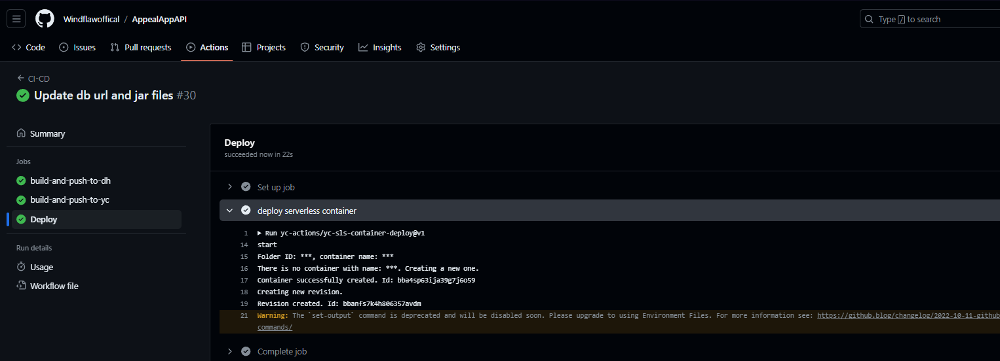 Windflawoffical / AppealAppAPI
Type / to search
Code Issues Pull requests Actions Projects Security Insights Settings
CI-CD
Update db url and jar files #30
Summary
Jobs
build-and-push-to-dh
build-and-push-to-yc
Deploy
Run details
Usage
Workflow file
Deploy
succeeded now in 22s
Set up job
deploy serverless container
1 Run yc-actions/yc-sls-container-deploy@v1
14 start
15 Folder ID: ***, container name: ***
16 There is no container with name: ***. Creating a new one.
17 Container successfully created. Id: bba4sp63ija39g7j6o59
18 Creating new revision.
19 Revision created. Id: bbanfs7k4h806357avdm
21 Warning: The `set-output` command is deprecated and will be disabled soon. Please upgrade to using Environment Files. For more information see: https://github.blog/changelog/2022-10-11-github
commands/
Complete job